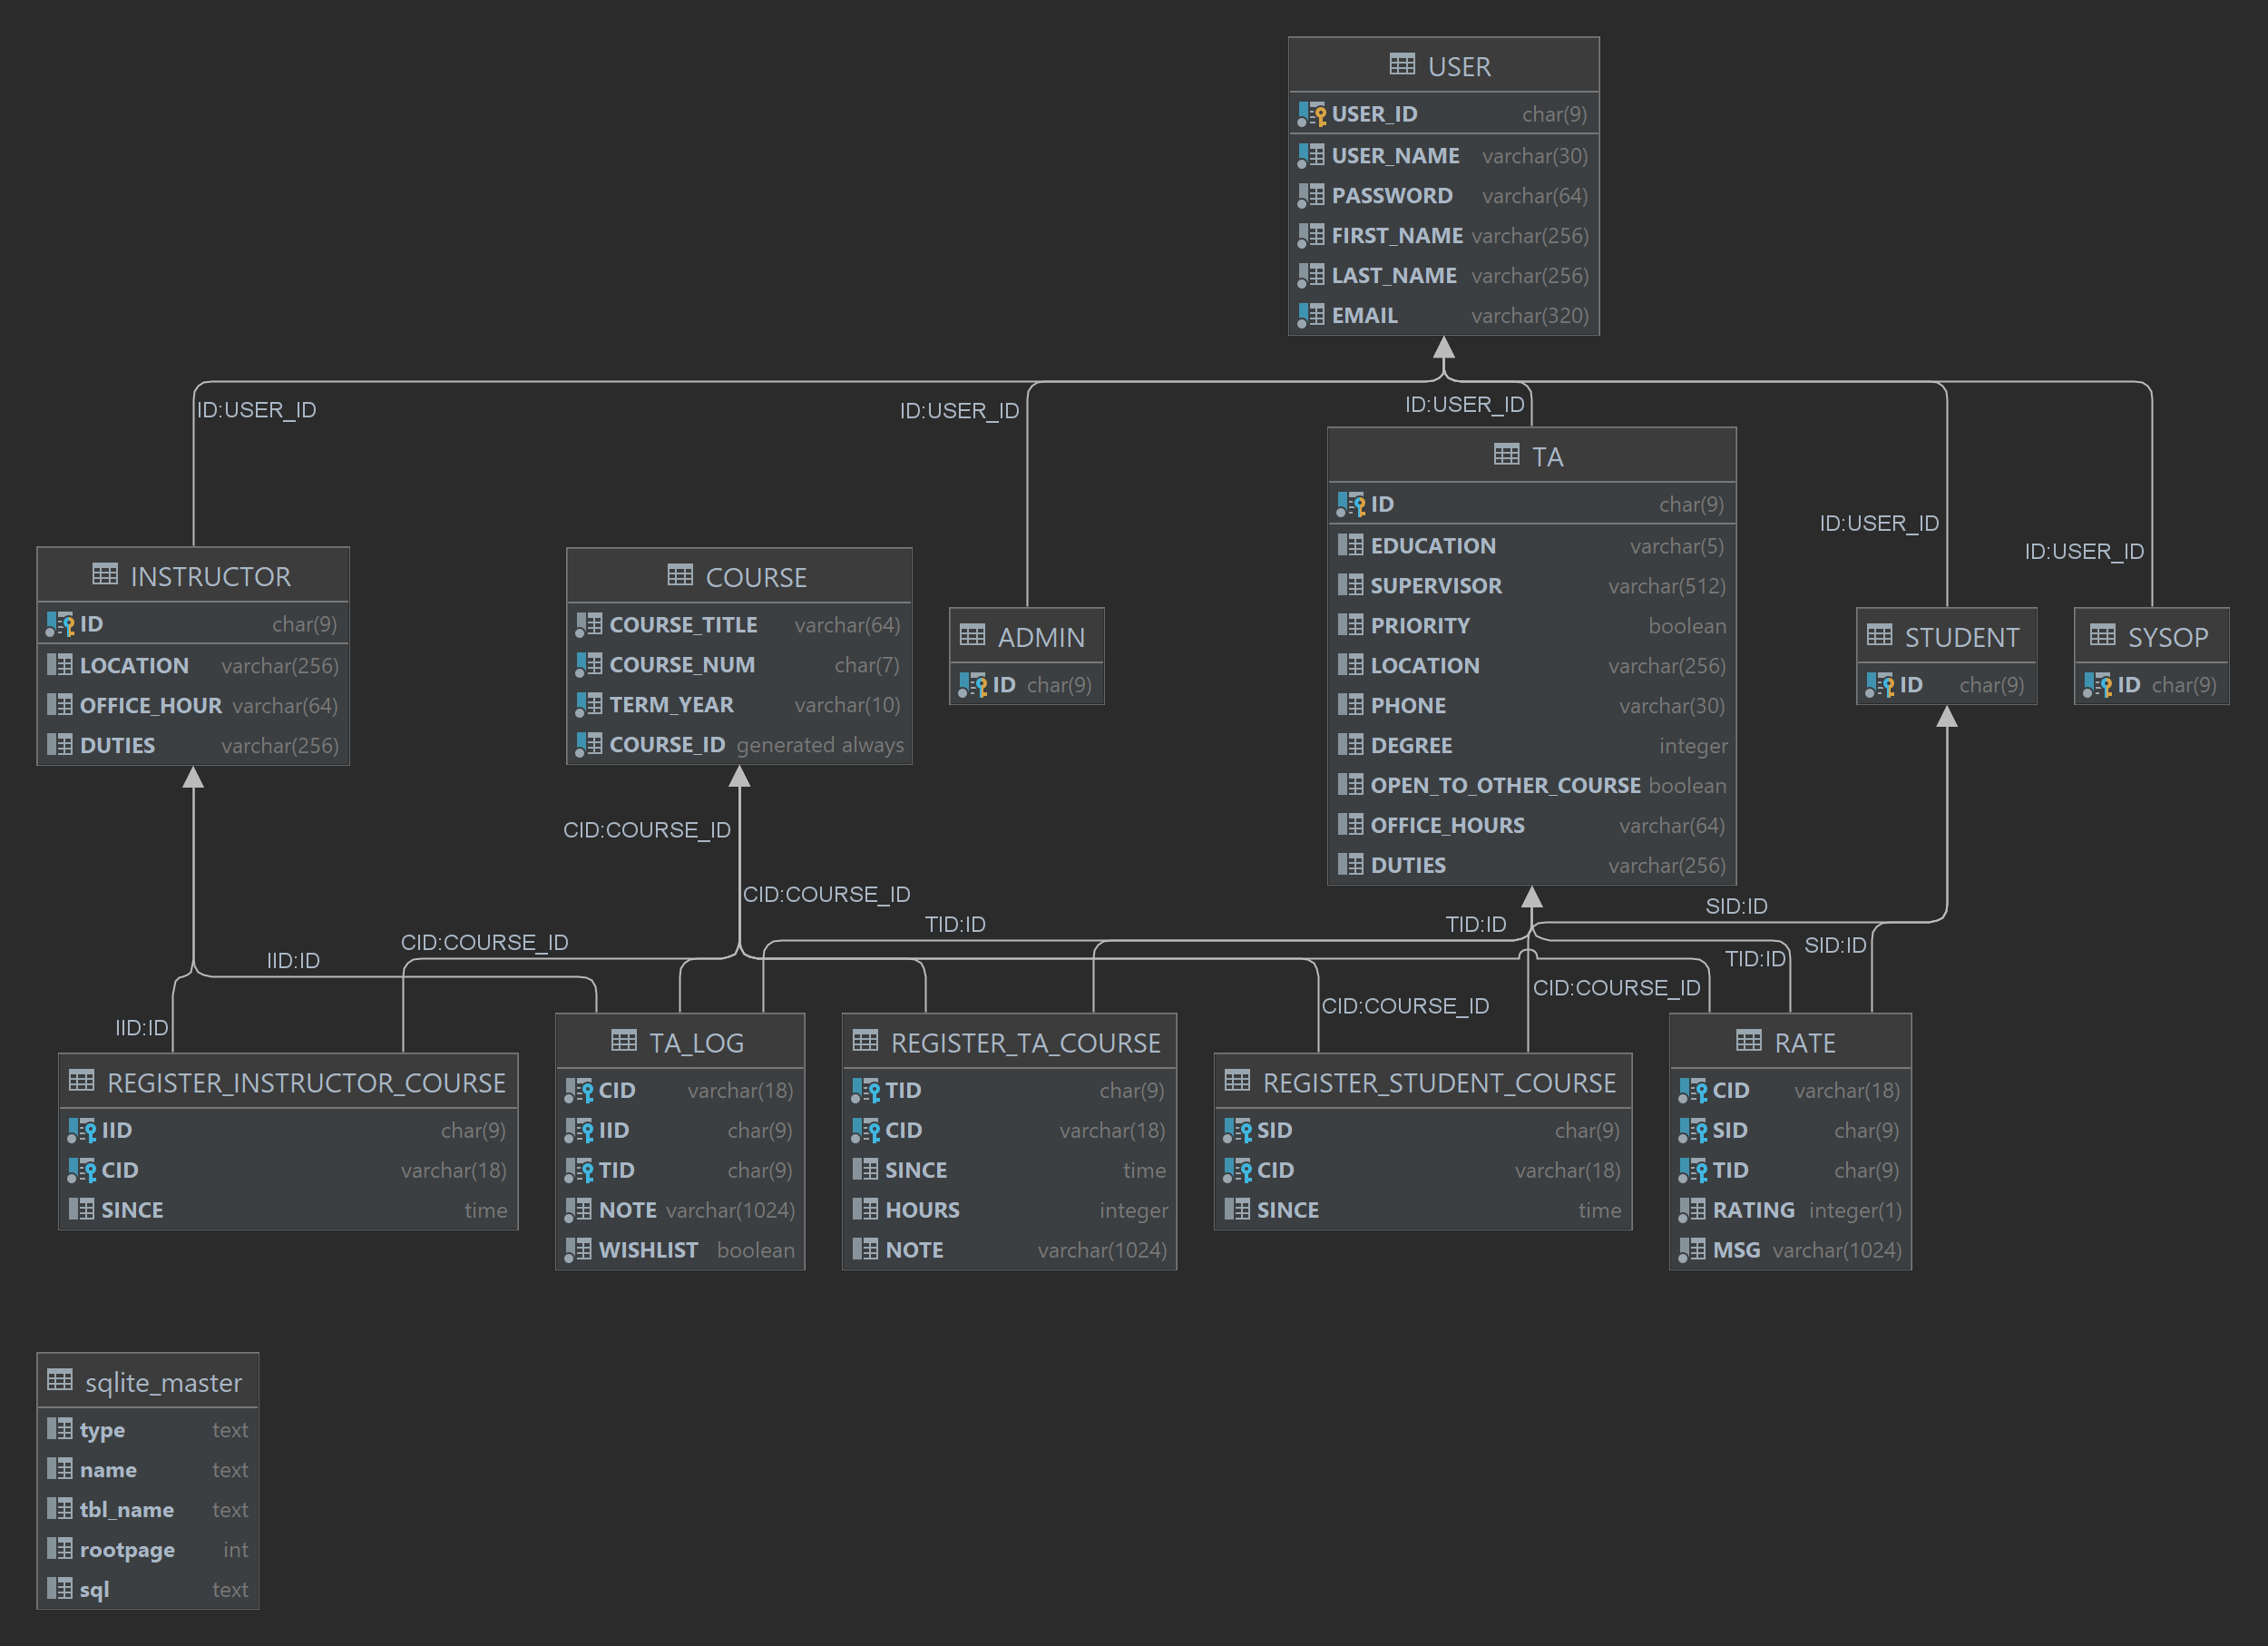 USER
USER_ID char(9)
USER_NAME varchar(30)
PASSWORD varchar(64)
FIRST_NAME varchar(256)
LAST_NAME varchar(256)
EMAIL varchar(320)
ID:USER_ID
ID:USER_ID
ID:USER_ID
ID:USER_ID
ID:USER_ID
INSTRUCTOR
ID char(9)
LOCATION varchar(256)
OFFICE_HOUR varchar(64)
DUTIES varchar(256)
COURSE
COURSE_TITLE varchar(64)
COURSE_NUM char(7)
TERM_YEAR varchar(10)
COURSE_ID generated always
ADMIN
ID char(9)
TA
ID char(9)
EDUCATION varchar(5)
SUPERVISOR varchar(512)
PRIORITY boolean
LOCATION varchar(256)
PHONE varchar(30)
DEGREE integer
OPEN_TO_OTHER_COURSE boolean
OFFICE_HOURS varchar(64)
DUTIES varchar(256)
STUDENT
ID char(9)
SYSOP
ID char(9)
CID:COURSE_ID
CID:COURSE_ID
SID:ID
TID:ID
TID:ID
CID:COURSE_ID
SID:ID
IID:ID
TID:ID
CID:COURSE_ID
CID:COURSE_ID
IID:ID
REGISTER_INSTRUCTOR_COURSE
IID char(9)
CID varchar(18)
SINCE time
TA_LOG
CID varchar(18)
IID char(9)
TID char(9)
NOTE varchar(1024)
WISHLIST boolean
REGISTER_TA_COURSE
TID char(9)
CID varchar(18)
SINCE time
HOURS integer
NOTE varchar(1024)
REGISTER_STUDENT_COURSE
SID char(9)
CID varchar(18)
SINCE time
RATE
CID varchar(18)
SID char(9)
TID char(9)
RATING integer(1)
MSG varchar(1024)
sqlite_master
type text
name text
tbl_name text
rootpage int
sql text